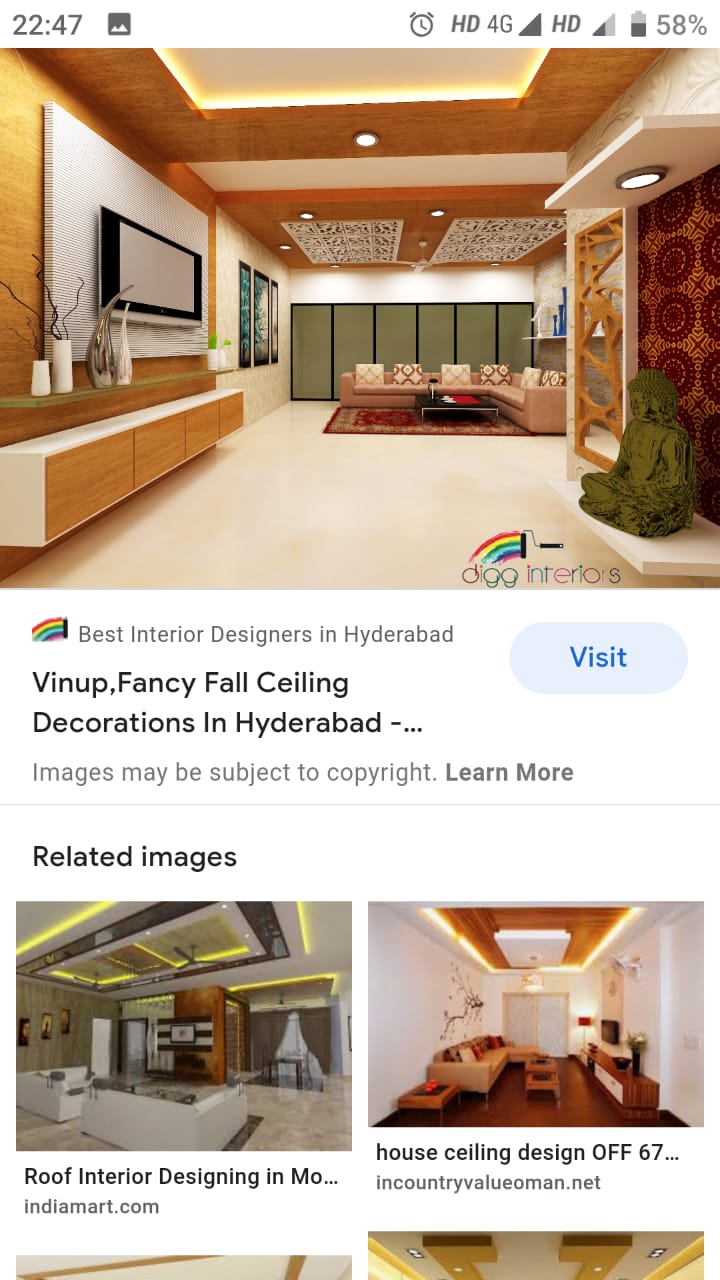 22:47 HD 4G HD 58%
digg interiors
Best Interior Designers in Hyderabad
Visit
Vinup,Fancy Fall Ceiling
Decorations In Hyderabad -...
Images may be subject to copyright. Learn More
Related images
Roof Interior Designing in Mo...
indiamart.com
house ceiling design OFF 67...
incountryvalueoman.net